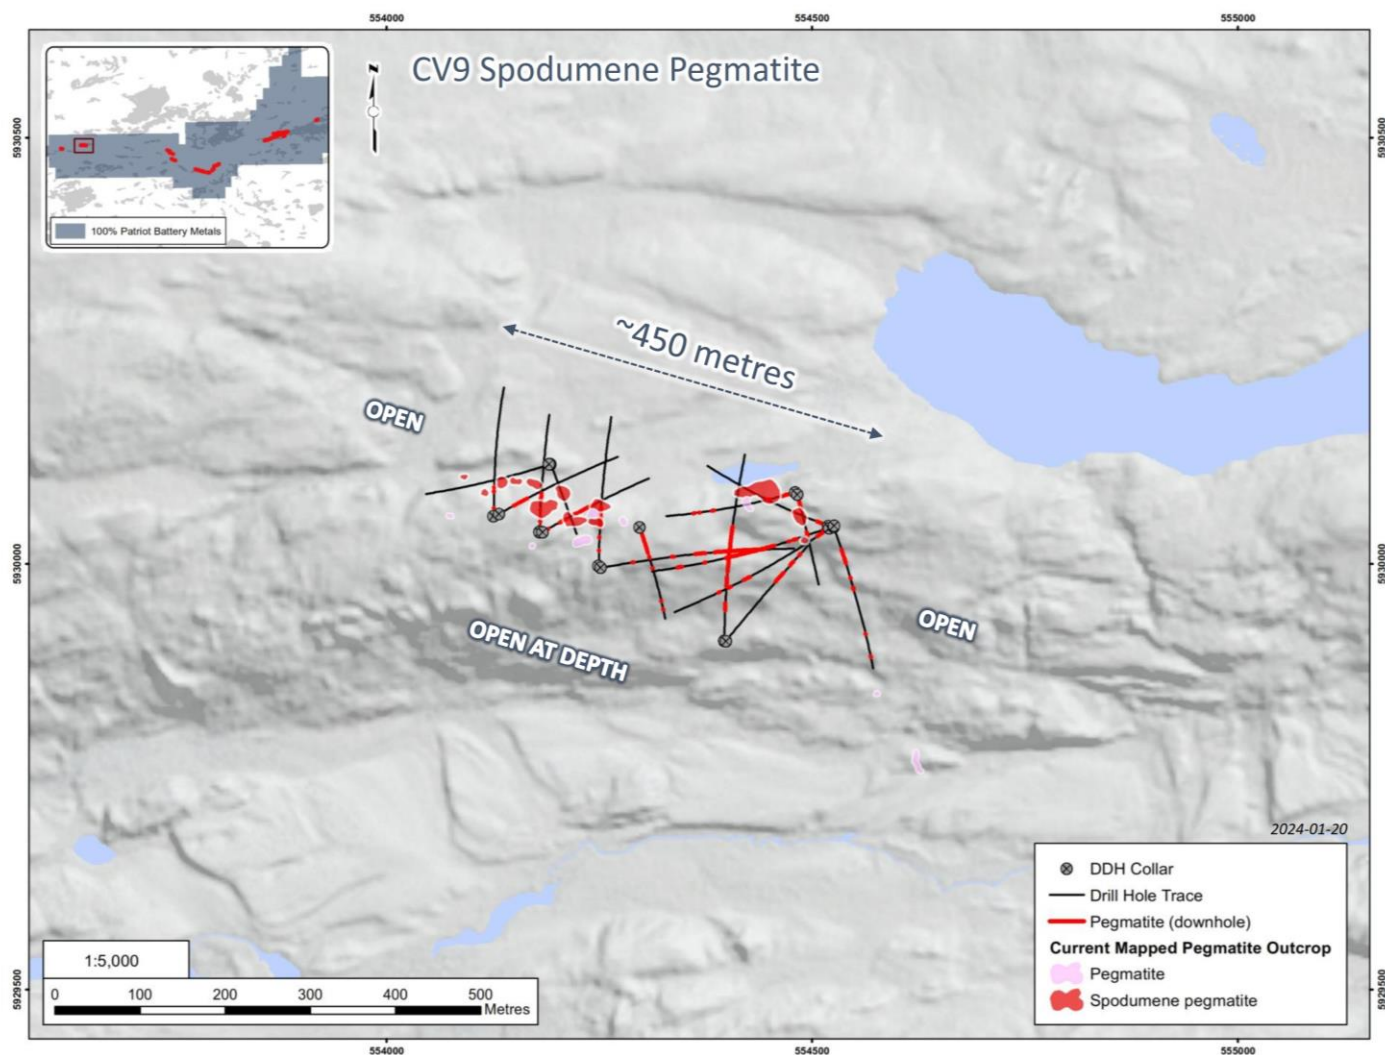 554000
554500
555000
CV9 Spodumene Pegmatite
N
5930500
5930500
100% Patriot Battery Metals
~450 metres
OPEN
5930000
5930000
OPEN
OPEN AT DEPTH
2024-01-20
DDH Collar
Drill Hole Trace
Pegmatite (downhole)
Current Mapped Pegmatite Outcrop
Pegmatite
Spodumene pegmatite
1:5,000
0 100 200 300 400 500
Metres
5929500
5929500
554000
554500
555000